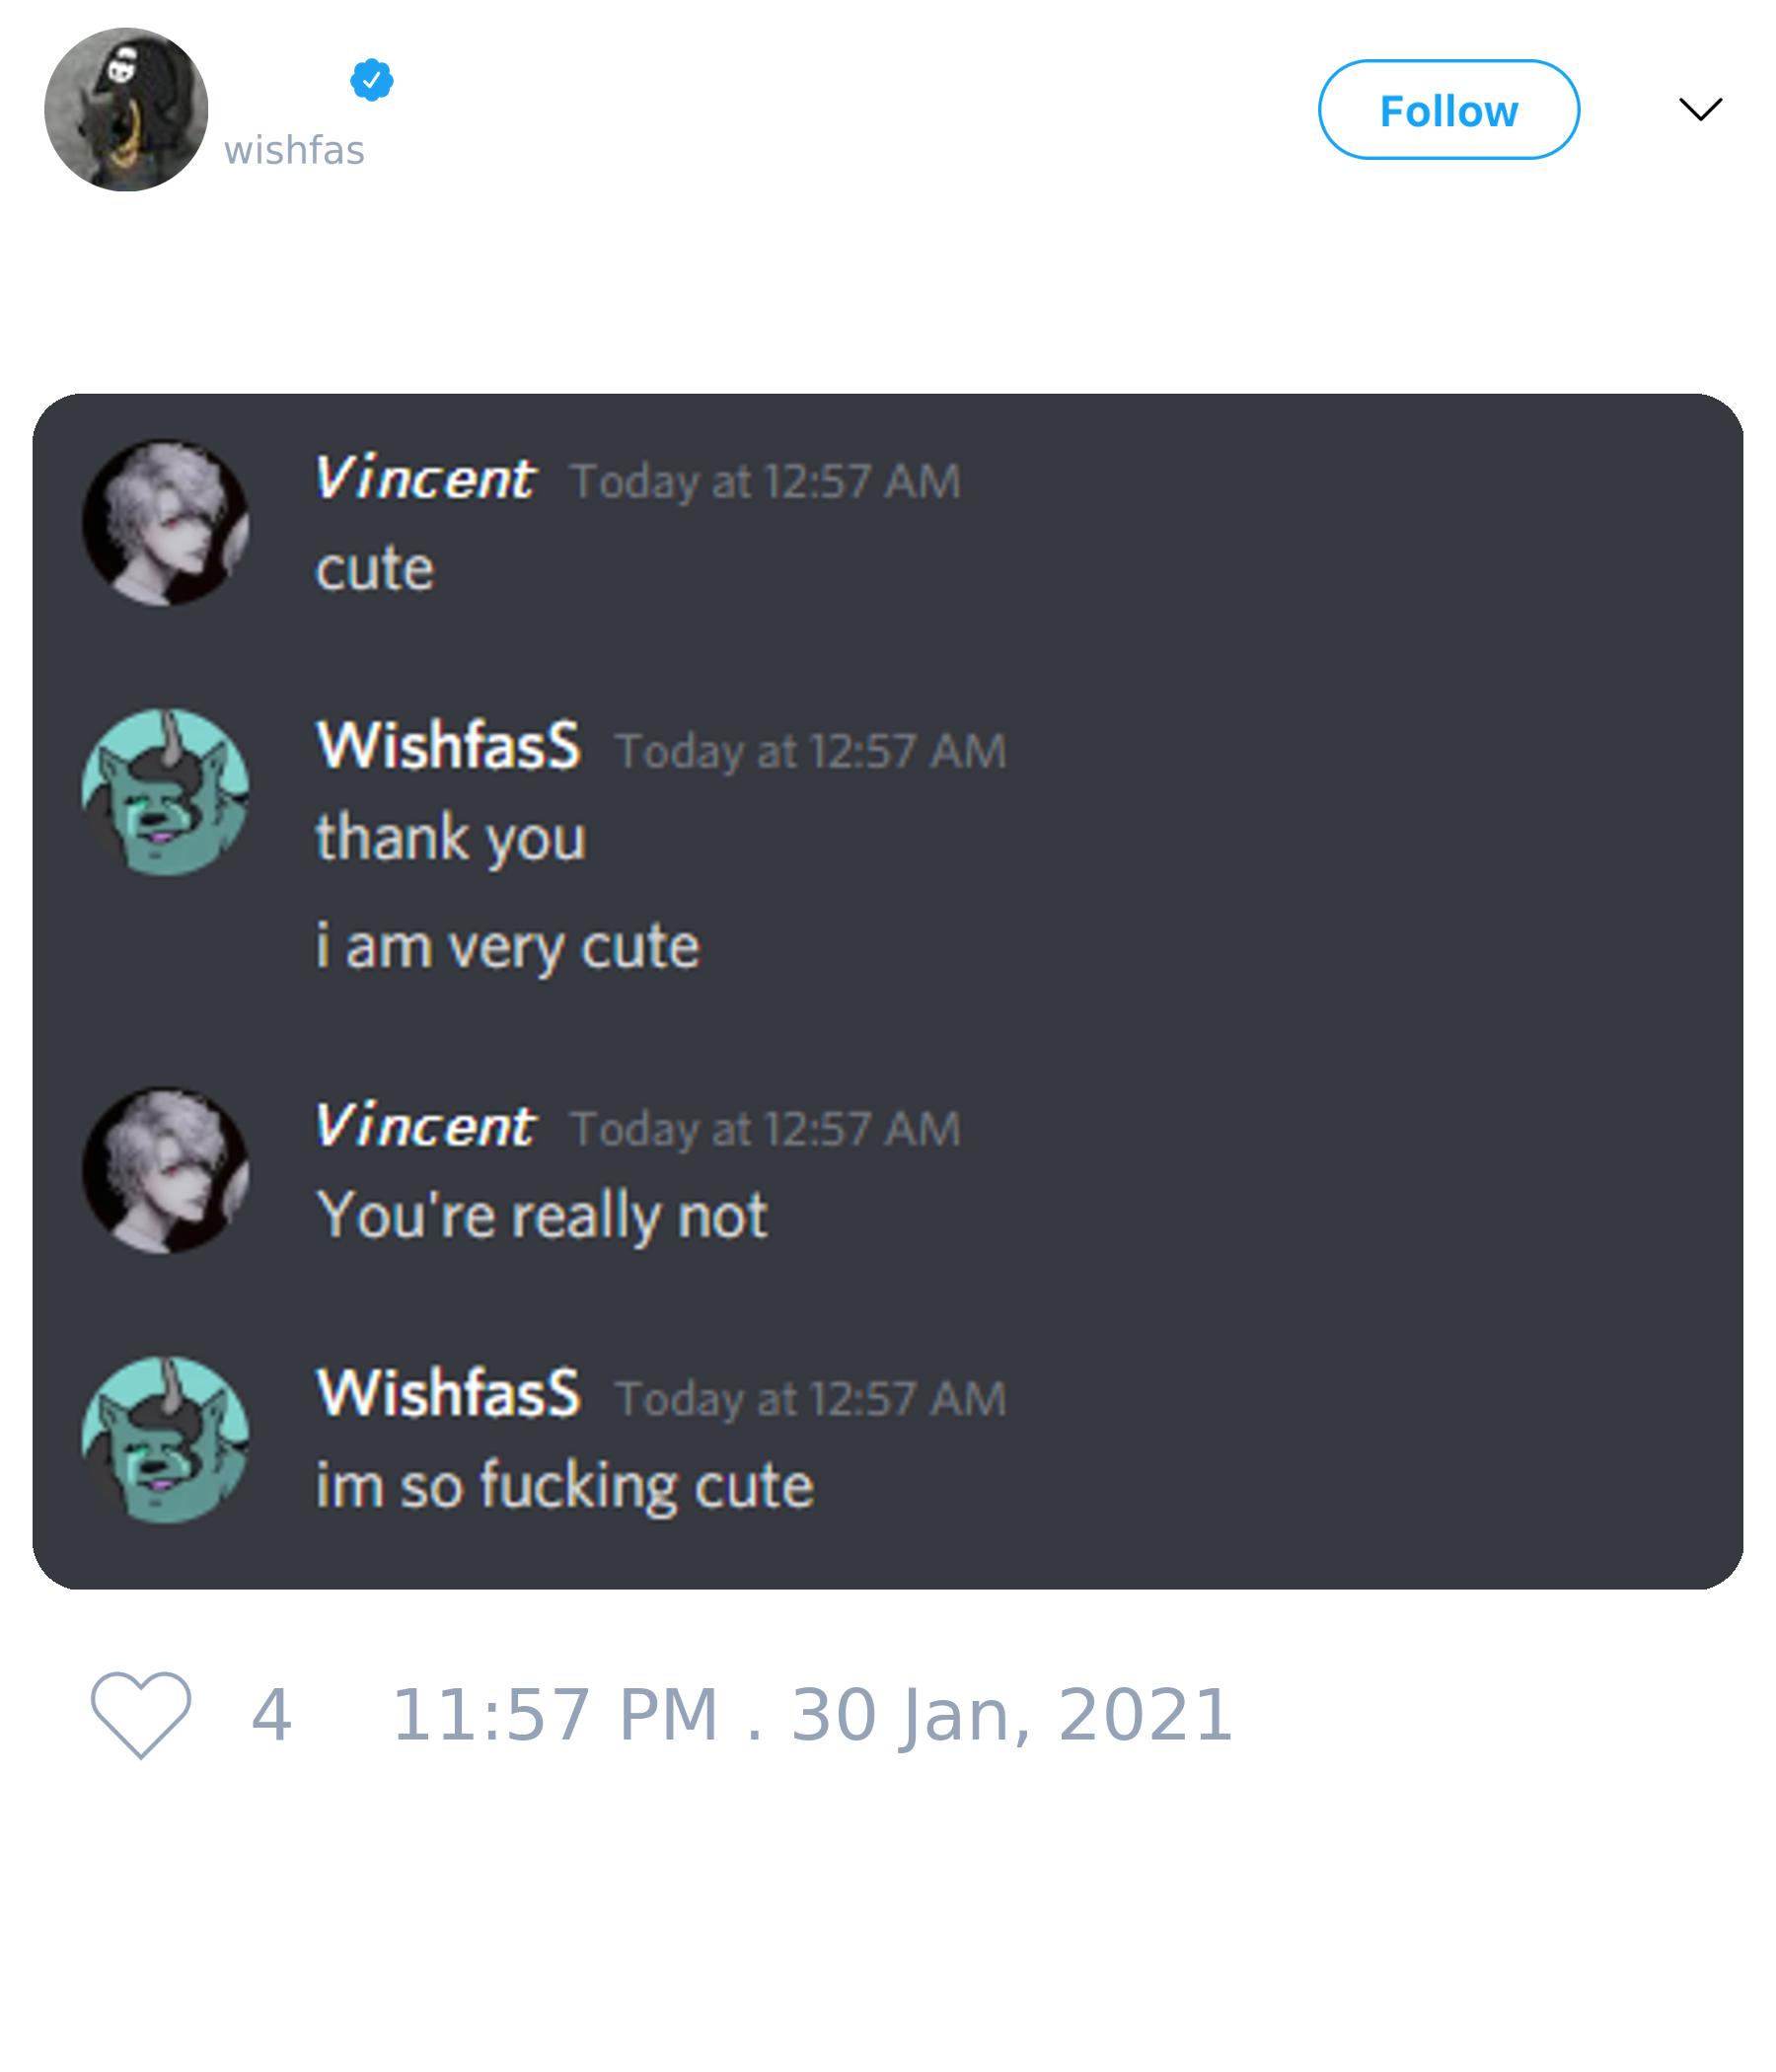 wishfas
Follow
Vincent Today at 12:57 AM
cute
WishfasS Today at 12:57 AM
thank you
i am very cute
Vincent Today at 12:57 AM
You're really not
WishfasS Today at 12:57 AM
im so fucking cute
4 11:57 PM . 30 Jan, 2021